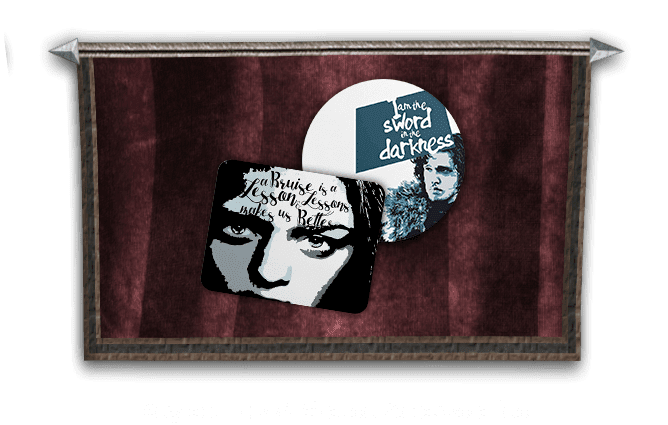 I am the
sword
in the
darkness
a Bruise is a
Lesson, Lessons
makes us Better